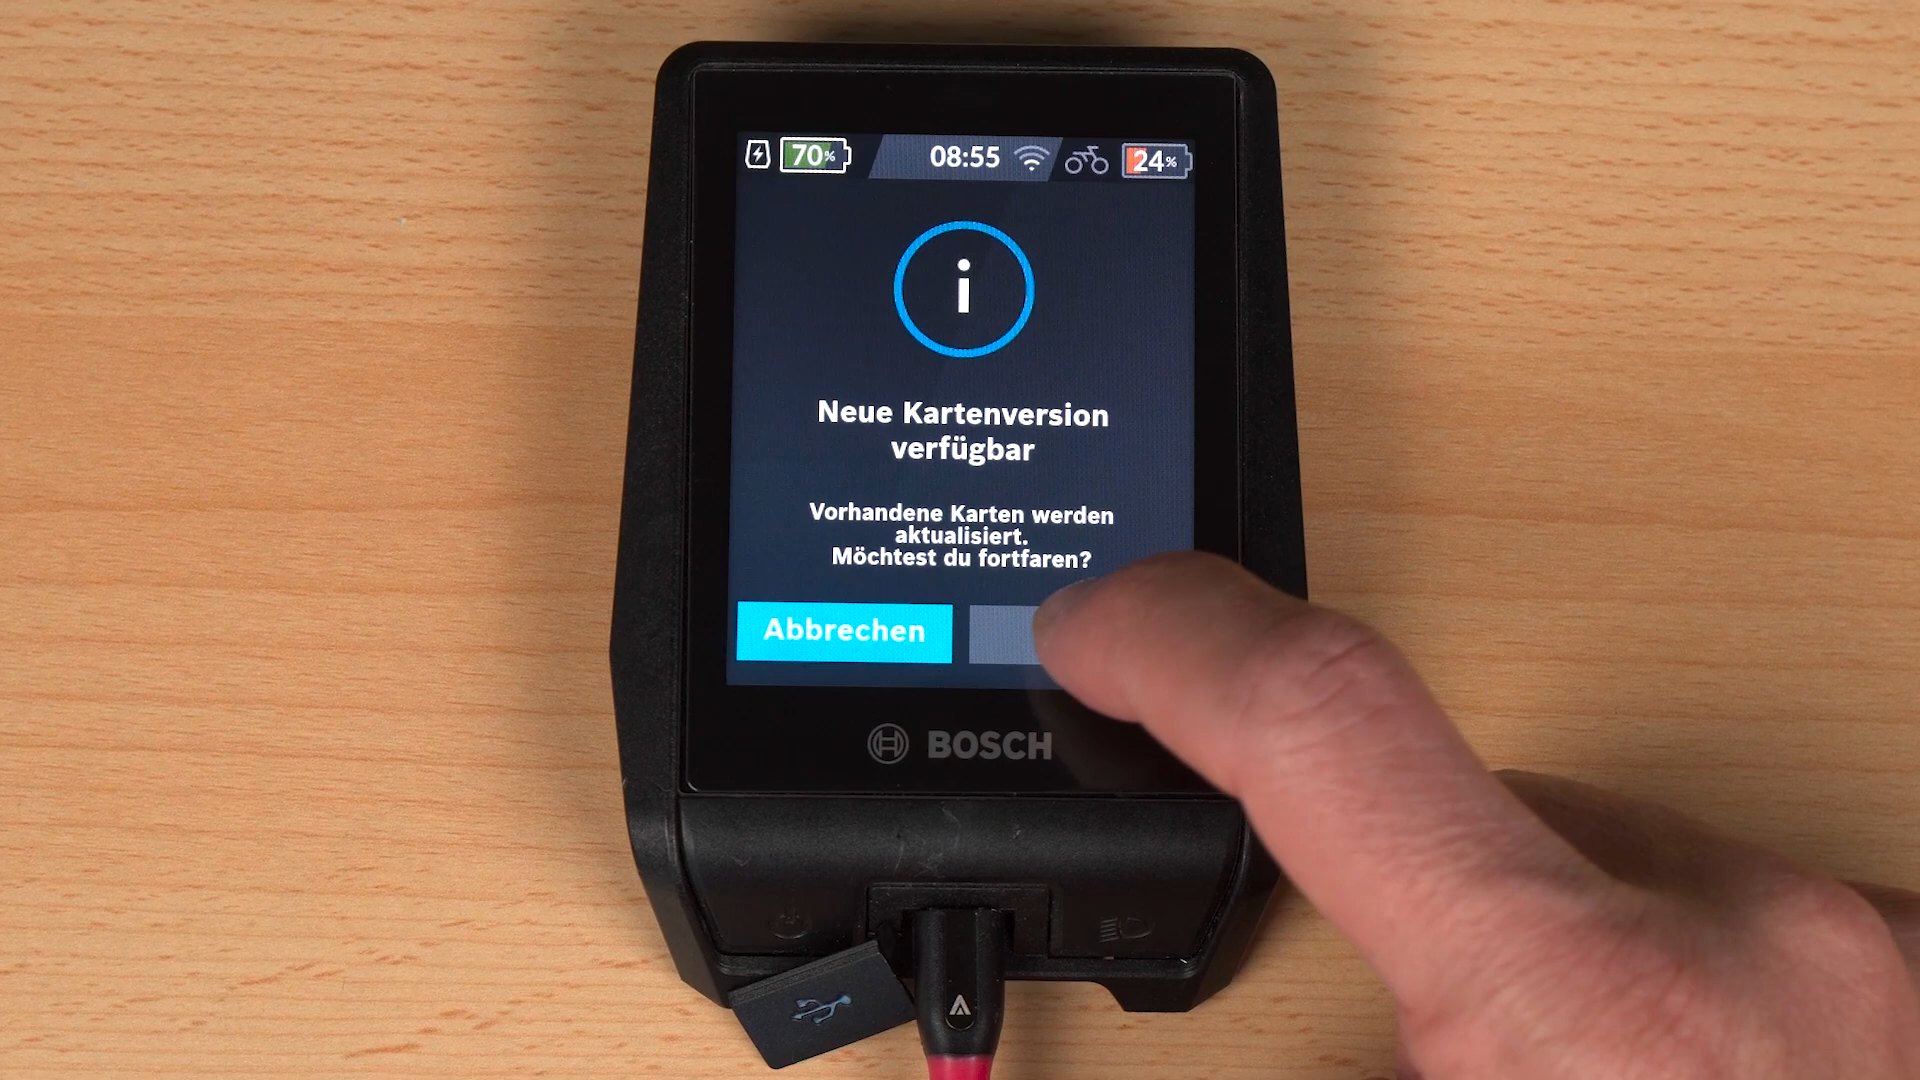 70% 08:55 24%
i
Neue Kartenversion
verfügbar
Vorhandene Karten werden
aktualisiert.
Möchtest du fortfaren?
Abbrechen
BOSCH